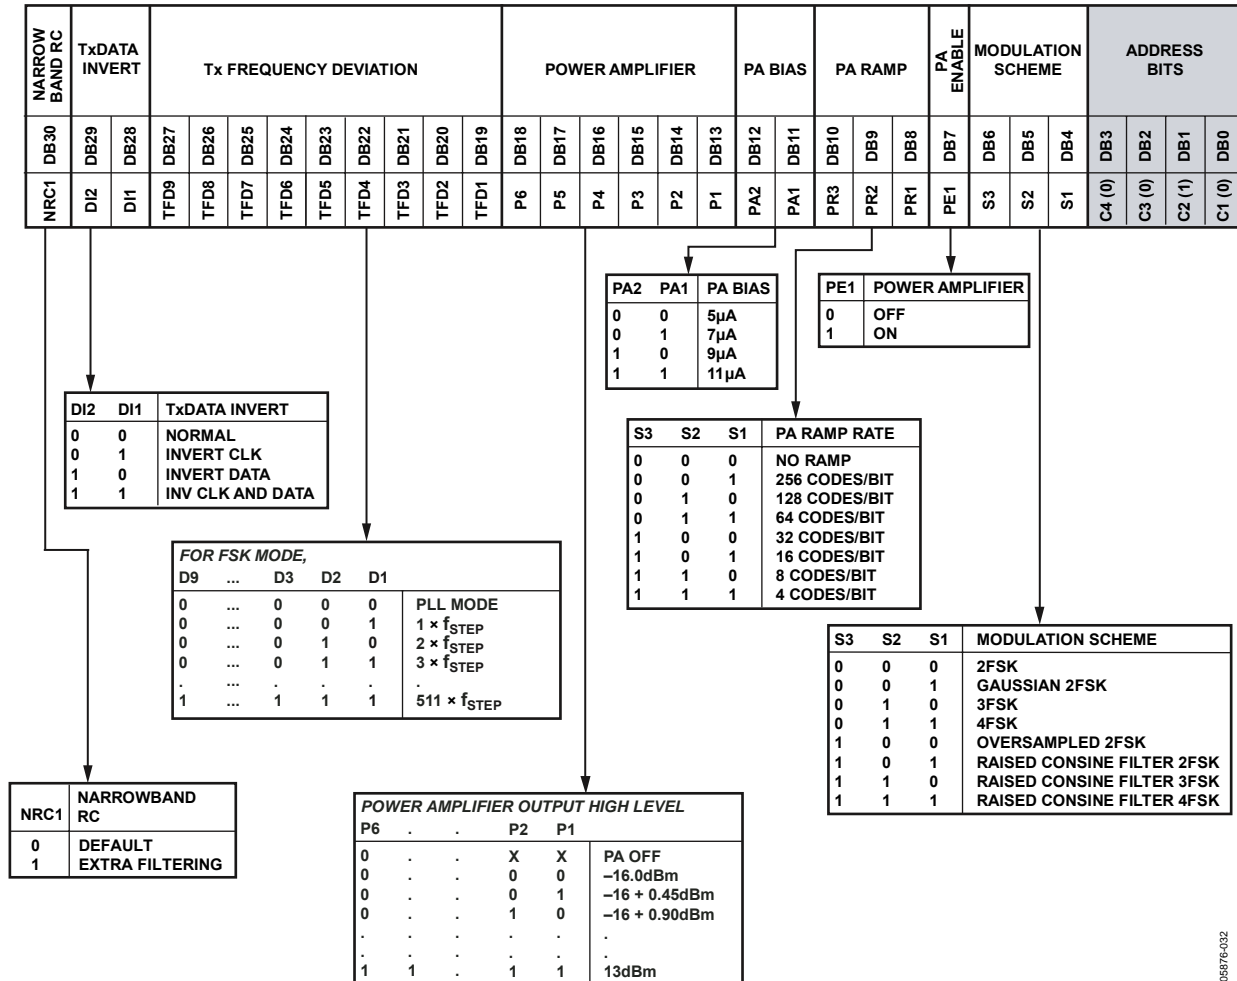 NARROW BAND RC TxDATA INVERT Tx FREQUENCY DEVIATION POWER AMPLIFIER PA BIAS PA RAMP PA ENABLE MODULATION SCHEME ADDRESS BITS
DB30 DB29 DB28 DB27 DB26 DB25 DB24 DB23 DB22 DB21 DB20 DB19 DB18 DB17 DB16 DB15 DB14 DB13 DB12 DB11 DB10 DB9 DB8 DB7 DB6 DB5 DB4 DB3 DB2 DB1 DB0
NRC1 DI2 DI1 TFD9 TFD8 TFD7 TFD6 TFD5 TFD4 TFD3 TFD2 TFD1 P6 P5 P4 P3 P2 P1 PA2 PA1 PR3 PR2 PR1 PE1 S3 S2 S1 C4 (0) C3 (0) C2 (1) C1 (0)
PA2 PA1 PA BIAS
0 0 5µA
0 1 7µA
1 0 9µA
1 1 11µA
PE1 POWER AMPLIFIER
0 OFF
1 ON
DI2 DI1 TxDATA INVERT
0 0 NORMAL
0 1 INVERT CLK
1 0 INVERT DATA
1 1 INV CLK AND DATA
S3 S2 S1 PA RAMP RATE
0 0 0 NO RAMP
0 0 1 256 CODES/BIT
0 1 0 128 CODES/BIT
0 1 1 64 CODES/BIT
1 0 0 32 CODES/BIT
1 0 1 16 CODES/BIT
1 1 0 8 CODES/BIT
1 1 1 4 CODES/BIT
FOR FSK MODE,
D9 ... D3 D2 D1
0 ... 0 0 0 PLL MODE
0 ... 0 0 1 1 × fSTEP
0 ... 0 1 0 2 × fSTEP
0 ... 0 1 1 3 × fSTEP
. ... . . . .
1 ... 1 1 1 511 × fSTEP
S3 S2 S1 MODULATION SCHEME
0 0 0 2FSK
0 0 1 GAUSSIAN 2FSK
0 1 0 3FSK
0 1 1 4FSK
1 0 0 OVERSAMPLED 2FSK
1 0 1 RAISED CONSINE FILTER 2FSK
1 1 0 RAISED CONSINE FILTER 3FSK
1 1 1 RAISED CONSINE FILTER 4FSK
NRC1 NARROWBAND RC
0 DEFAULT
1 EXTRA FILTERING
POWER AMPLIFIER OUTPUT HIGH LEVEL
P6 . . P2 P1
0 . . X X PA OFF
0 . . 0 0 –16.0dBm
0 . . 0 1 –16 + 0.45dBm
0 . . 1 0 –16 + 0.90dBm
. . . . . .
. . . . . .
1 1 . 1 1 13dBm
05876-032